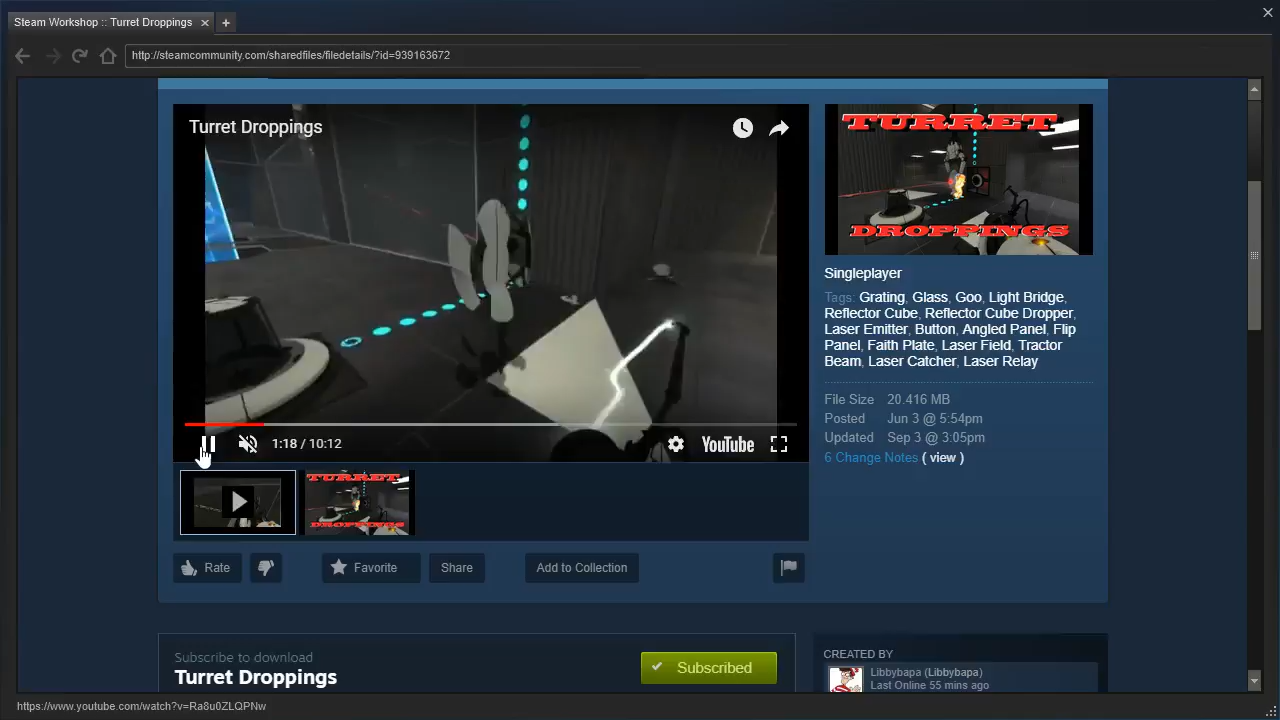 Steam Workshop :: Turret Droppings
http://steamcommunity.com/sharedfiles/filedetails/?id=939163672
Turret Droppings
1:18 / 10:12
YouTube
TURRET
DROPPINGS
TURRET
DROPPINGS
Rate
Favorite
Share
Add to Collection
Singleplayer
Tags: Grating, Glass, Goo, Light Bridge,
Reflector Cube, Reflector Cube Dropper,
Laser Emitter, Button, Angled Panel, Flip
Panel, Faith Plate, Laser Field, Tractor
Beam, Laser Catcher, Laser Relay
File Size 20.416 MB
Posted Jun 3 @ 5:54pm
Updated Sep 3 @ 3:05pm
6 Change Notes ( view )
Subscribe to download
Turret Droppings
Subscribed
CREATED BY
Libbybapa (Libbybapa)
Last Online 55 mins ago
https://www.youtube.com/watch?v=Ra8u0ZLQPNw